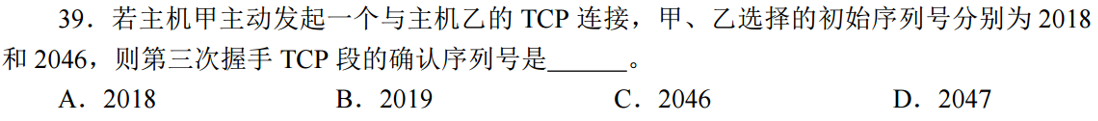 39．若主机甲主动发起一个与主机乙的 TCP 连接，甲、乙选择的初始序列号分别为 2018
和 2046，则第三次握手 TCP 段的确认序列号是______。
A．2018 B．2019 C．2046 D．2047